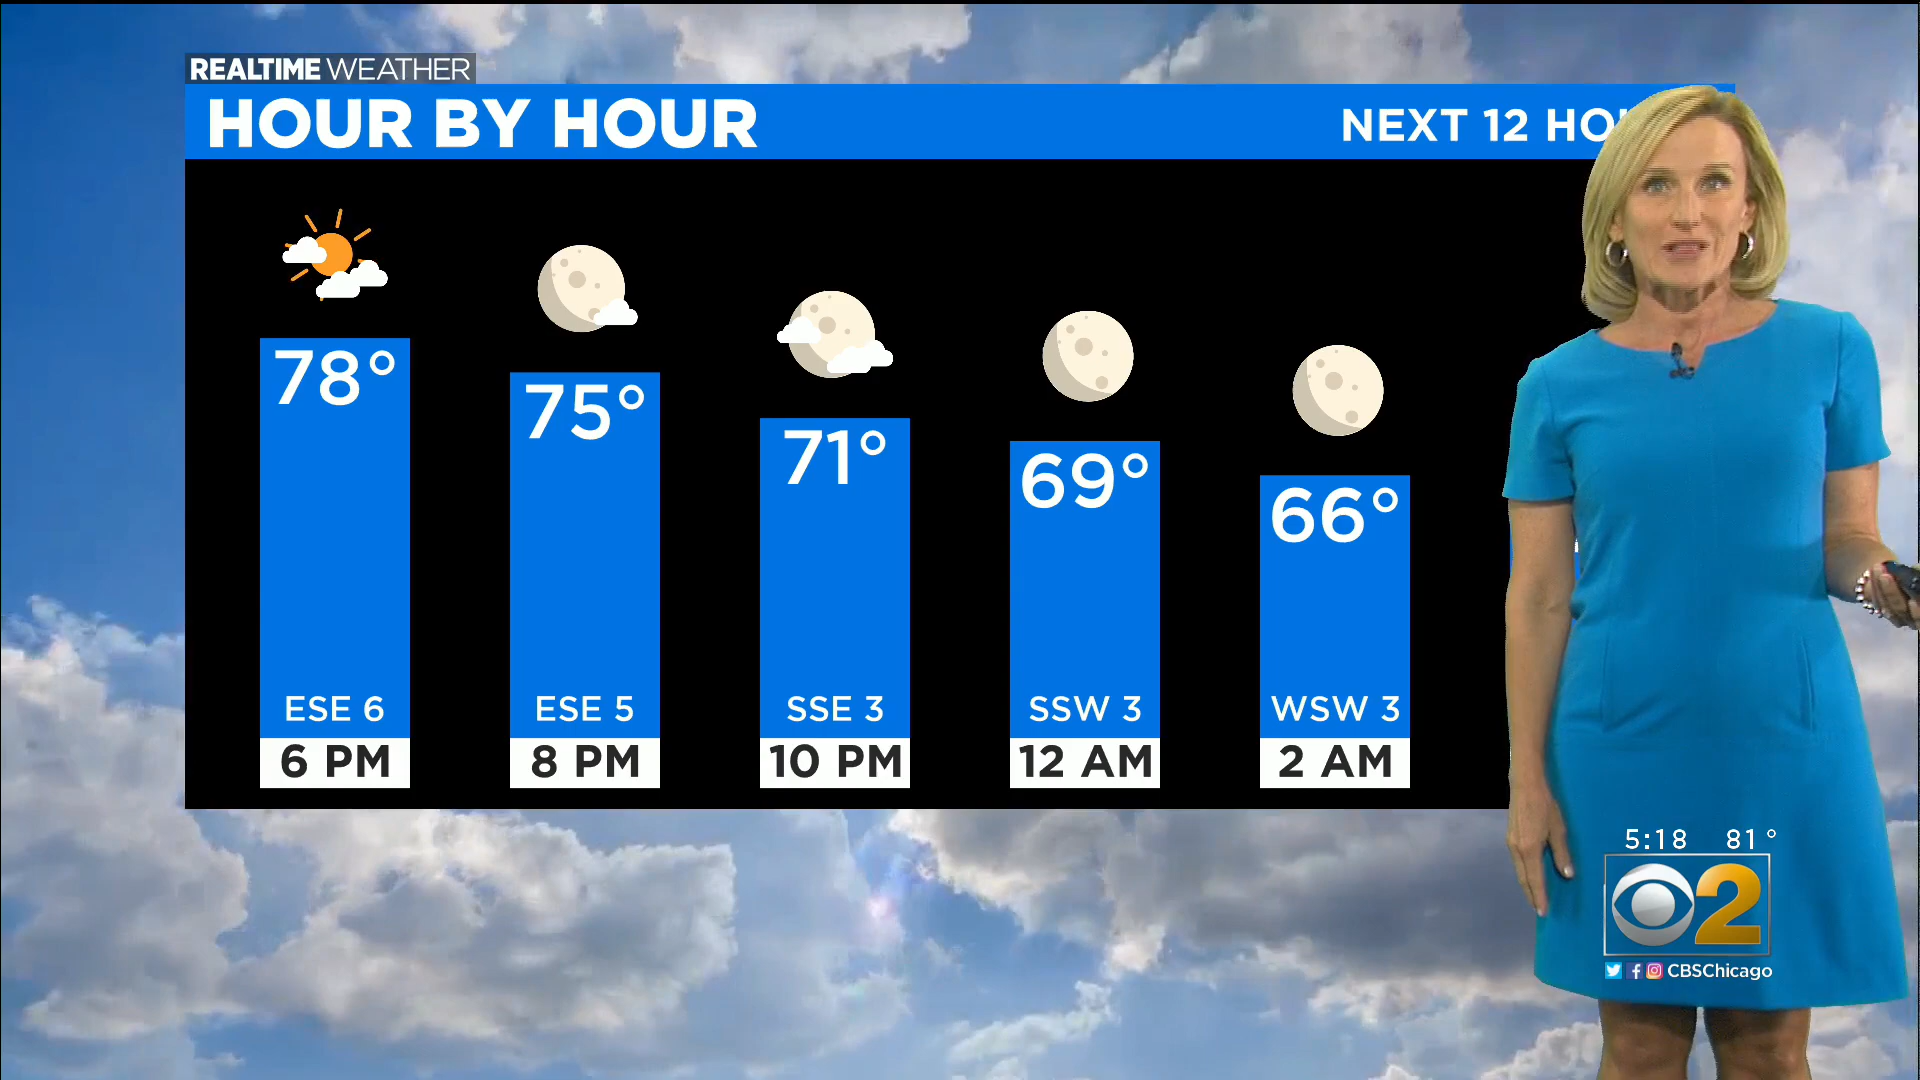 REALTIME WEATHER
HOUR BY HOUR
NEXT 12
78°
75°
71°
69°
66°
ESE 6
ESE 5
SSE 3
SSW 3
WSW 3
6 PM
8 PM
10 PM
12 AM
2 AM
5:18 81°
2
CBSChicago